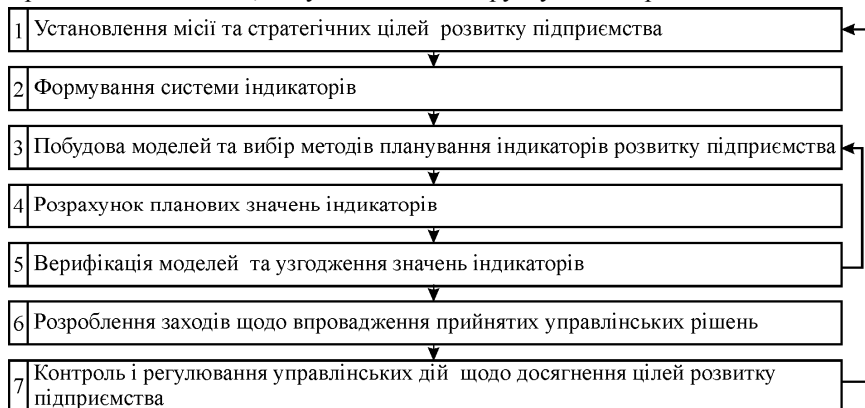 1 Установлення місії та стратегічних цілей розвитку підприємства
2 Формування системи індикаторів
3 Побудова моделей та вибір методів планування індикаторів розвитку підприємства
4 Розрахунок планових значень індикаторів
5 Верифікація моделей та узгодження значень індикаторів
6 Розроблення заходів щодо впровадження прийнятих управлінських рішень
7 Контроль і регулювання управлінських дій щодо досягнення цілей розвитку
підприємства